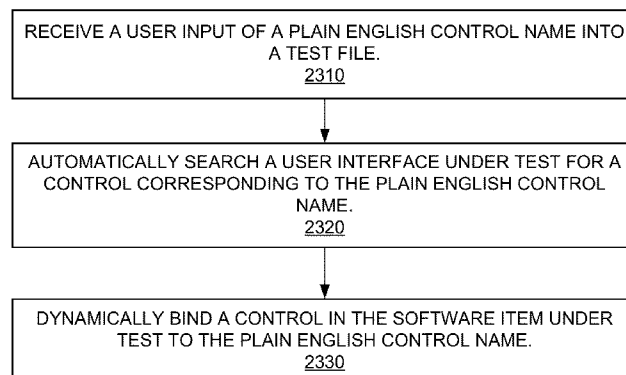 RECEIVE A USER INPUT OF A PLAIN ENGLISH CONTROL NAME INTO
A TEST FILE.
2310
AUTOMATICALLY SEARCH A USER INTERFACE UNDER TEST FOR A
CONTROL CORRESPONDING TO THE PLAIN ENGLISH CONTROL
NAME.
2320
DYNAMICALLY BIND A CONTROL IN THE SOFTWARE ITEM UNDER
TEST TO THE PLAIN ENGLISH CONTROL NAME.
2330